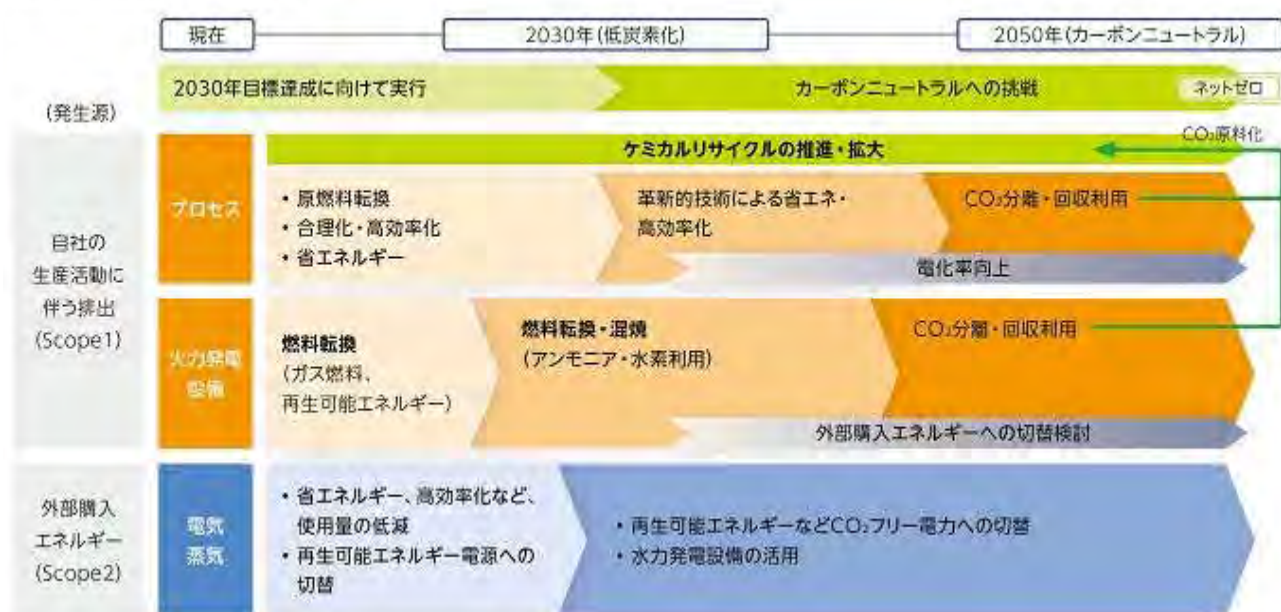 現在
2030年(低炭素化)
2050年(カーボンニュートラル)
2030年目標達成に向けて実行
カーボンニュートラルへの挑戦
ネットゼロ
(発生源)
CO₂原料化
ケミカルリサイクルの推進・拡大
自社の
生産活動に
伴う排出
(Scope1)
プロセス
• 原燃料転換
• 合理化・高効率化
• 省エネルギー
革新的技術による省エネ・
高効率化
CO₂分離・回収利用
電化率向上
火力発電
設備
燃料転換
(ガス燃料、
再生可能エネルギー)
燃料転換・混焼
(アンモニア・水素利用)
CO₂分離・回収利用
外部購入エネルギーへの切替検討
外部購入
エネルギー
(Scope2)
電気
蒸気
• 省エネルギー、高効率化など、
使用量の低減
• 再生可能エネルギー電源への
切替
• 再生可能エネルギーなどCO₂フリー電力への切替
• 水力発電設備の活用